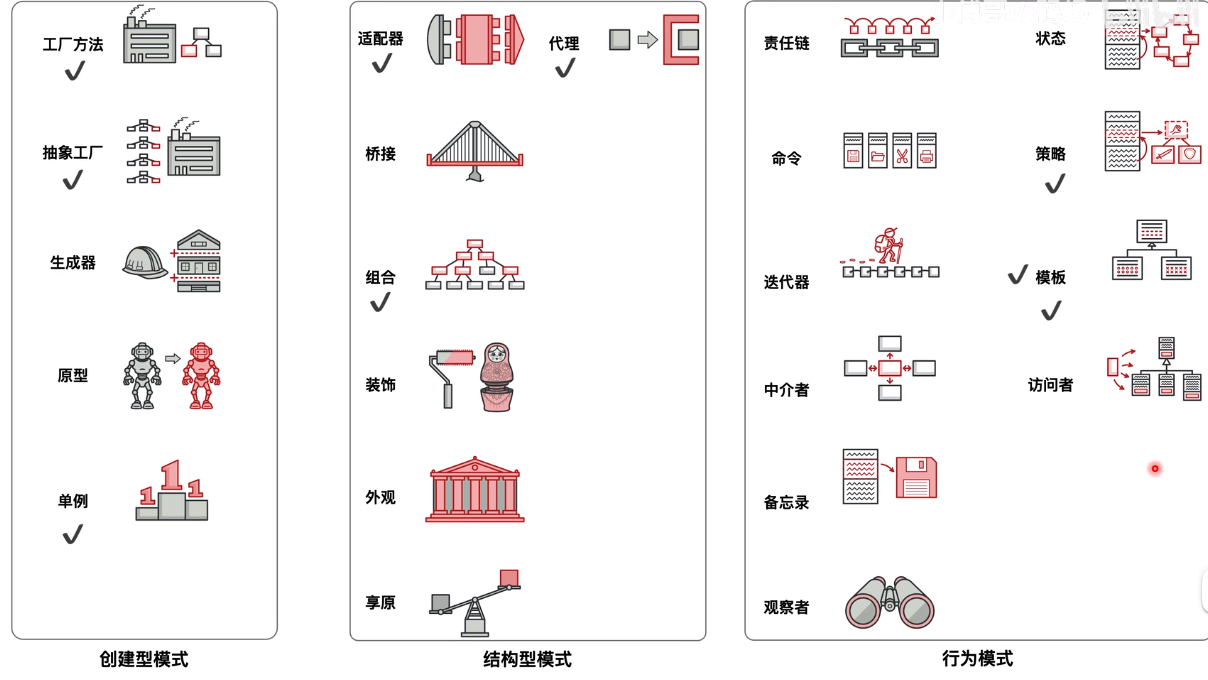 工厂方法
抽象工厂
生成器
原型
单例
创建型模式
适配器
代理
桥接
组合
装饰
外观
享原
结构型模式
责任链
状态
命令
策略
迭代器
模板
中介者
访问者
备忘录
观察者
行为模式